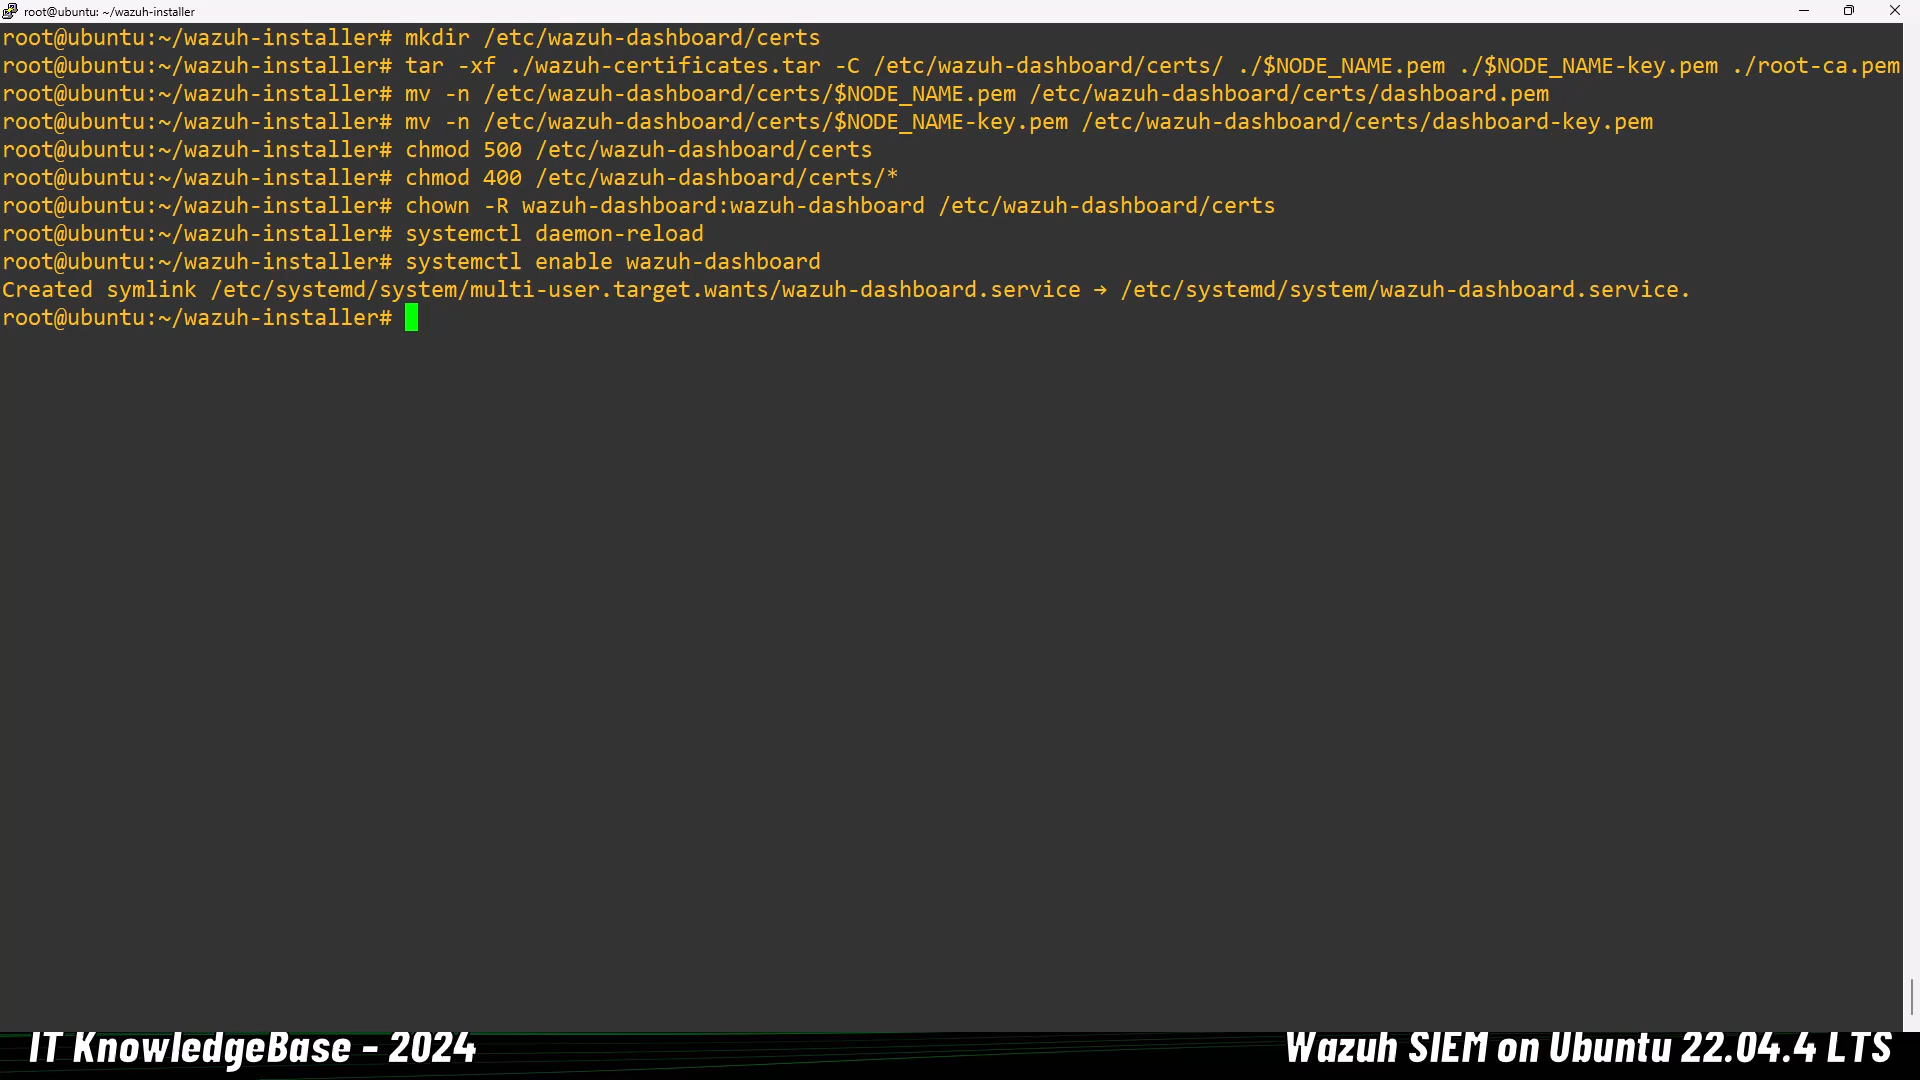 root@ubuntu: ~/wazuh-installer
root@ubuntu:~/wazuh-installer# mkdir /etc/wazuh-dashboard/certs
root@ubuntu:~/wazuh-installer# tar -xf ./wazuh-certificates.tar -C /etc/wazuh-dashboard/certs/ ./$NODE_NAME.pem ./$NODE_NAME-key.pem ./root-ca.pem
root@ubuntu:~/wazuh-installer# mv -n /etc/wazuh-dashboard/certs/$NODE_NAME.pem /etc/wazuh-dashboard/certs/dashboard.pem
root@ubuntu:~/wazuh-installer# mv -n /etc/wazuh-dashboard/certs/$NODE_NAME-key.pem /etc/wazuh-dashboard/certs/dashboard-key.pem
root@ubuntu:~/wazuh-installer# chmod 500 /etc/wazuh-dashboard/certs
root@ubuntu:~/wazuh-installer# chmod 400 /etc/wazuh-dashboard/certs/*
root@ubuntu:~/wazuh-installer# chown -R wazuh-dashboard:wazuh-dashboard /etc/wazuh-dashboard/certs
root@ubuntu:~/wazuh-installer# systemctl daemon-reload
root@ubuntu:~/wazuh-installer# systemctl enable wazuh-dashboard
Created symlink /etc/systemd/system/multi-user.target.wants/wazuh-dashboard.service → /etc/systemd/system/wazuh-dashboard.service.
root@ubuntu:~/wazuh-installer#
IT KnowledgeBase - 2024
Wazuh SIEM on Ubuntu 22.04.4 LTS